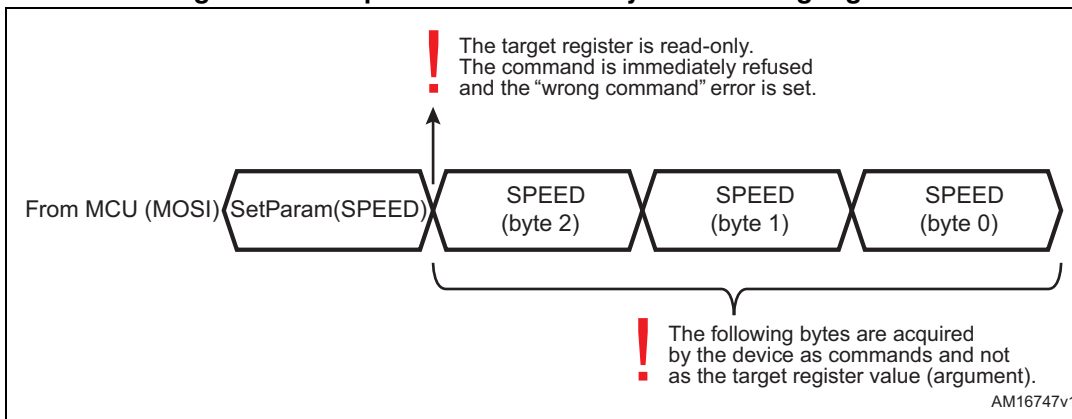 The target register is read-only.
The command is immediately refused
and the “wrong command” error is set.
From MCU (MOSI)
SetParam(SPEED)
SPEED
(byte 2)
SPEED
(byte 1)
SPEED
(byte 0)
The following bytes are acquired
by the device as commands and not
as the target register value (argument).
AM16747v1